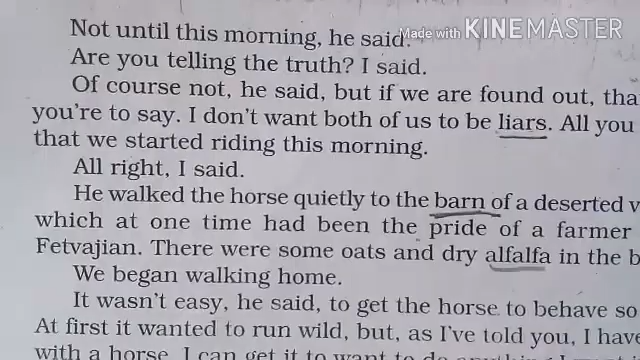 Made with KINEMASTER
Not until this morning, he said.
Are you telling the truth? I said.
Of course not, he said, but if we are found out, tha
you're to say. I don't want both of us to be liars. All you
that we started riding this morning.
All right, I said.
He walked the horse quietly to the barn of a deserted v
which at one time had been the pride of a farmer
Fetvajian. There were some oats and dry alfalfa in the b
We began walking home.
It wasn't easy, he said, to get the horse to behave so
At first it wanted to run wild, but, as I've told you, I have
with a horse. I can get it to want to do anything I want